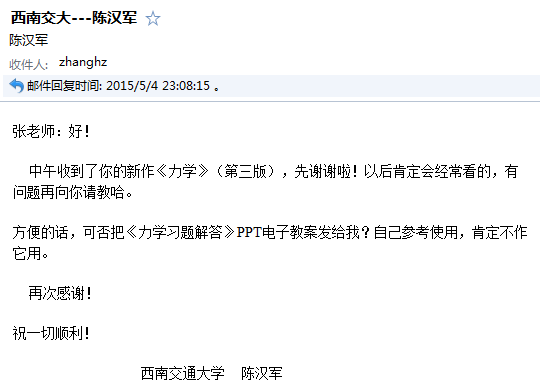 西南交大---陈汉军
陈汉军
收件人: zhanghz
邮件回复时间: 2015/5/4 23:08:15 。
张老师：好！
中午收到了你的新作《力学》（第三版），先谢谢啦！以后肯定会经常看的，有
问题再向你请教哈。
方便的话，可否把《力学习题解答》PPT电子教案发给我？自己参考使用，肯定不作
它用。
再次感谢！
祝一切顺利！
西南交通大学 陈汉军